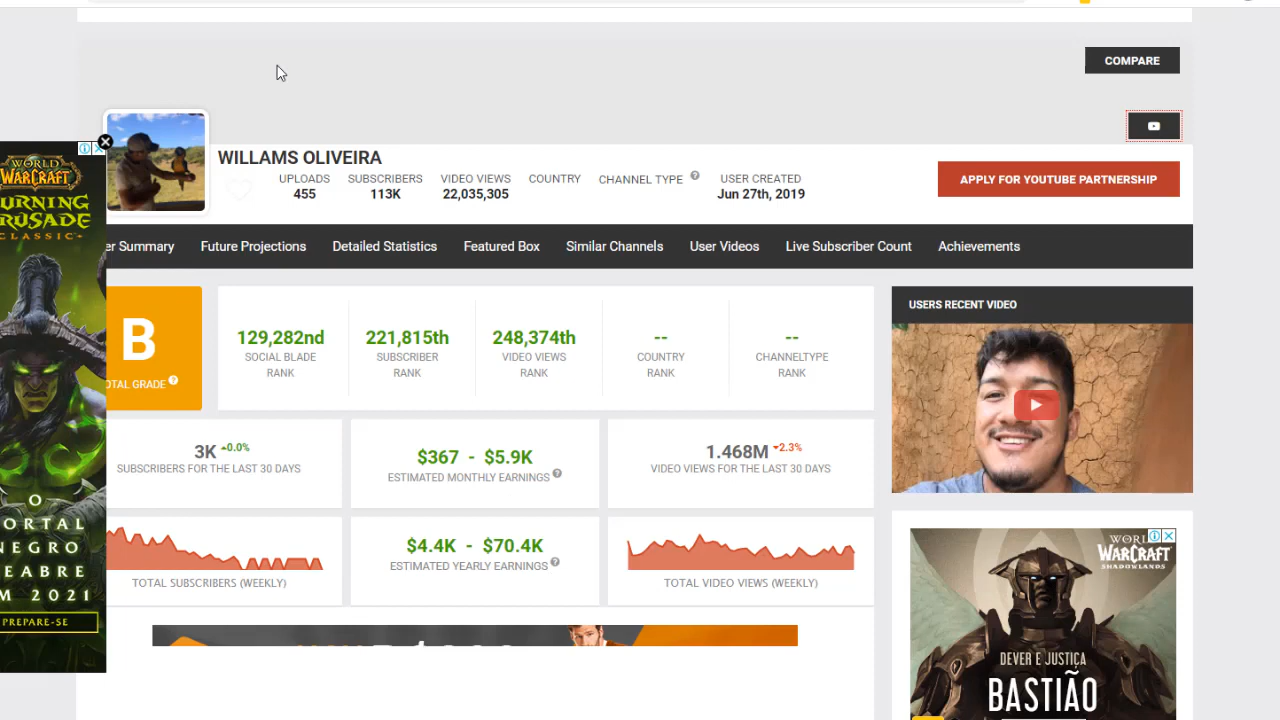 COMPARE
WILLAMS OLIVEIRA
UPLOADS
455
SUBSCRIBERS
113K
VIDEO VIEWS
22,035,305
COUNTRY
CHANNEL TYPE ?
USER CREATED
Jun 27th, 2019
APPLY FOR YOUTUBE PARTNERSHIP
er Summary
Future Projections
Detailed Statistics
Featured Box
Similar Channels
User Videos
Live Subscriber Count
Achievements
B
OTAL GRADE ?
129,282nd
SOCIAL BLADE
RANK
221,815th
SUBSCRIBER
RANK
248,374th
VIDEO VIEWS
RANK
--
COUNTRY
RANK
--
CHANNELTYPE
RANK
3K 0.0%
SUBSCRIBERS FOR THE LAST 30 DAYS
$367 - $5.9K
ESTIMATED MONTHLY EARNINGS ?
1.468M 2.3%
VIDEO VIEWS FOR THE LAST 30 DAYS
TOTAL SUBSCRIBERS (WEEKLY)
$4.4K - $70.4K
ESTIMATED YEARLY EARNINGS ?
TOTAL VIDEO VIEWS (WEEKLY)
USERS RECENT VIDEO
WORLD
WARCRAFT
URNING
RUSADE
CLASSIC
O
ORTAL
NEGRO
EABRE
M 2021
PREPARE-SE
WARCRAFT
SHADOWLANDS
DEVER E JUSTIÇA
BASTIÃO